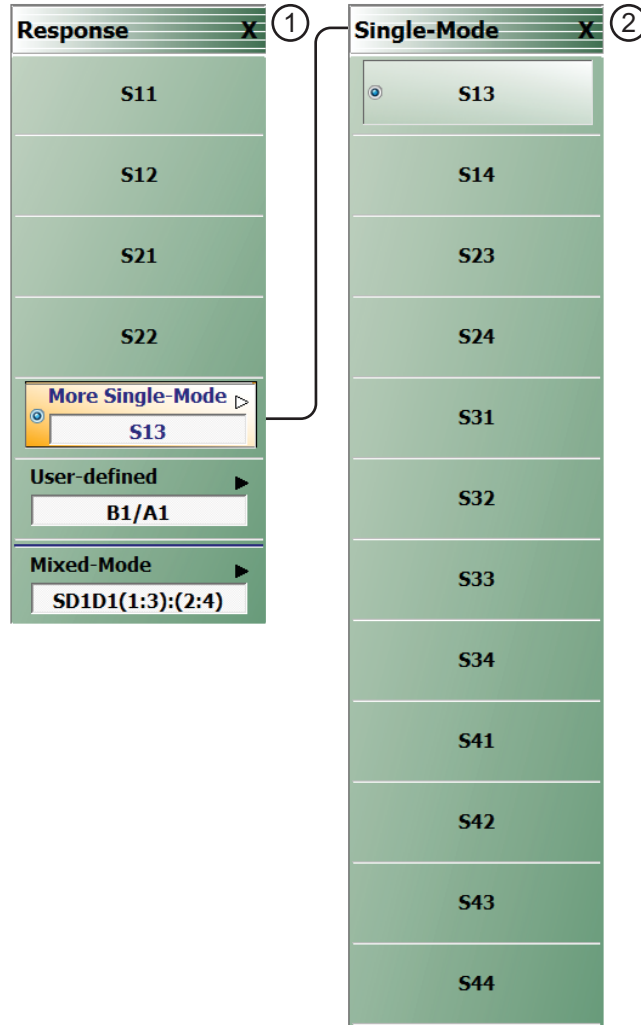 Response X
1
S11
S12
S21
S22
More Single-Mode
S13
User-defined
B1/A1
Mixed-Mode
SD1D1(1:3):(2:4)
Single-Mode X
2
S13
S14
S23
S24
S31
S32
S33
S34
S41
S42
S43
S44